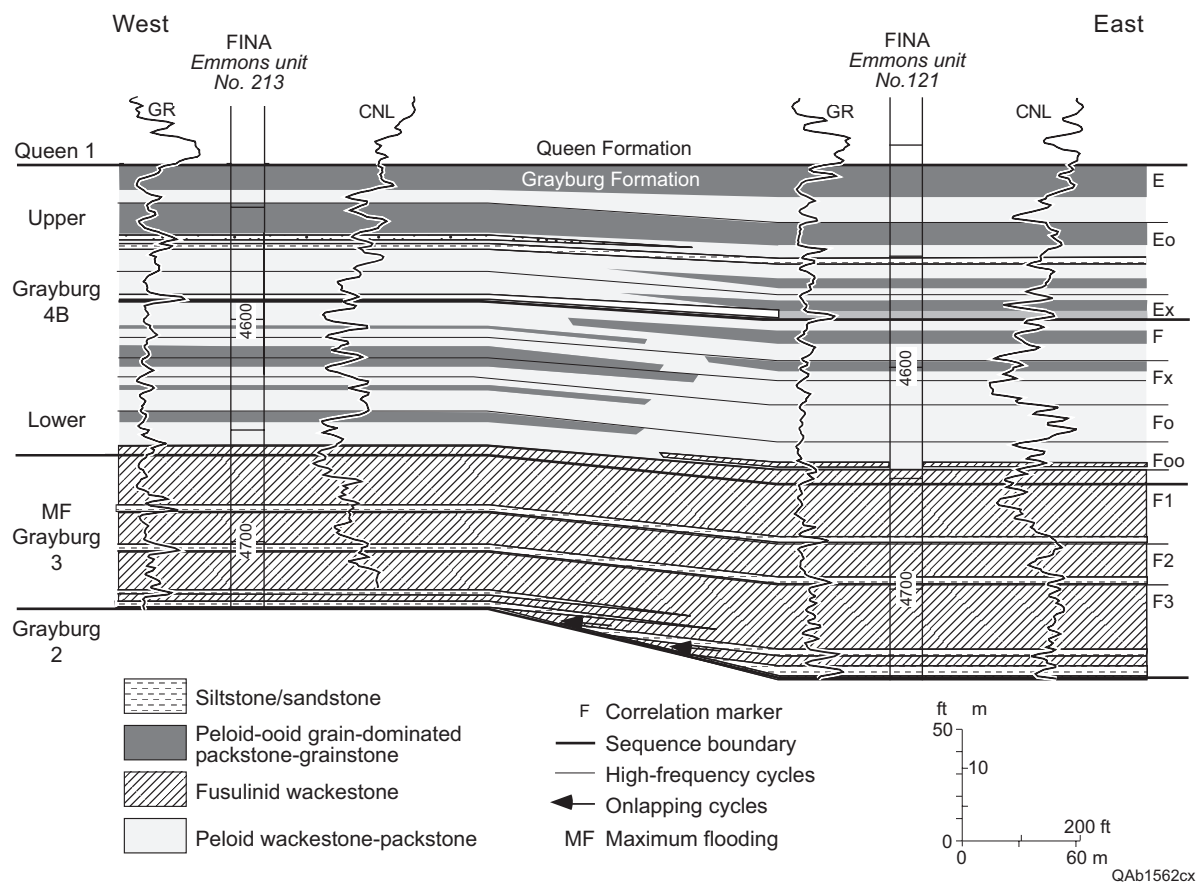 West
East
FINA
Emmons unit
No. 213
FINA
Emmons unit
No.121
GR
CNL
GR
CNL
Queen 1
Queen Formation
Grayburg Formation
E
Upper
Eo
Grayburg
4B
Ex
4600
F
4600
Fx
Lower
Fo
Foo
F1
MF
Grayburg
3
4700
F2
4700
F3
Grayburg
2
Siltstone/sandstone
Peloid-ooid grain-dominated
packstone-grainstone
Fusulinid wackestone
Peloid wackestone-packstone
F Correlation marker
Sequence boundary
High-frequency cycles
Onlapping cycles
MF Maximum flooding
ft m
50
10
200 ft
0
0 60 m
QAb1562cx